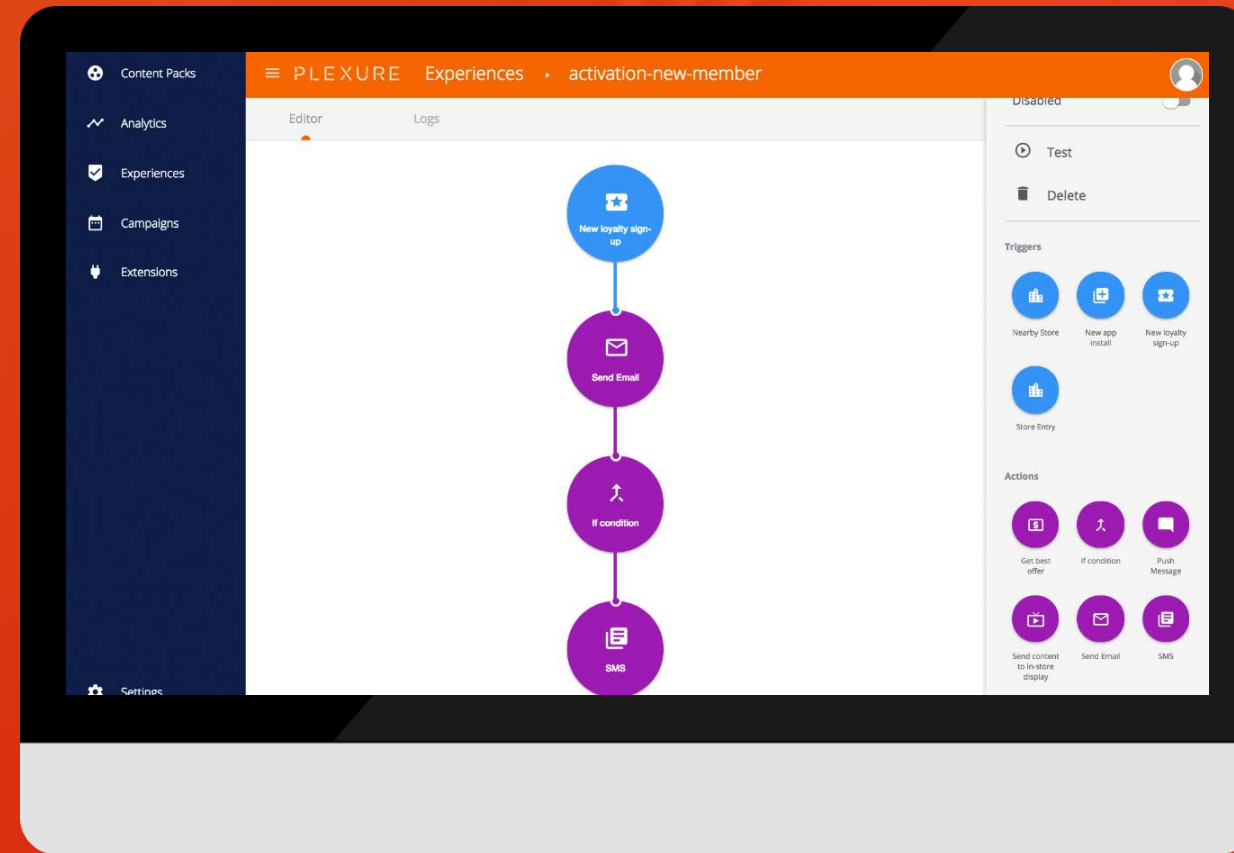 Content Packs
Analytics
Experiences
Campaigns
Extensions
Settings
PLEXURE Experiences ▸ activation-new-member
Editor Logs
New loyalty sign-
up
Send Email
If condition
SMS
Disabled
Test
Delete
Triggers
Nearby Store
New app
install
New loyalty
sign-up
Store Entry
Actions
Get best
offer
If condition
Push
Message
Send content
to in-store
display
Send Email
SMS